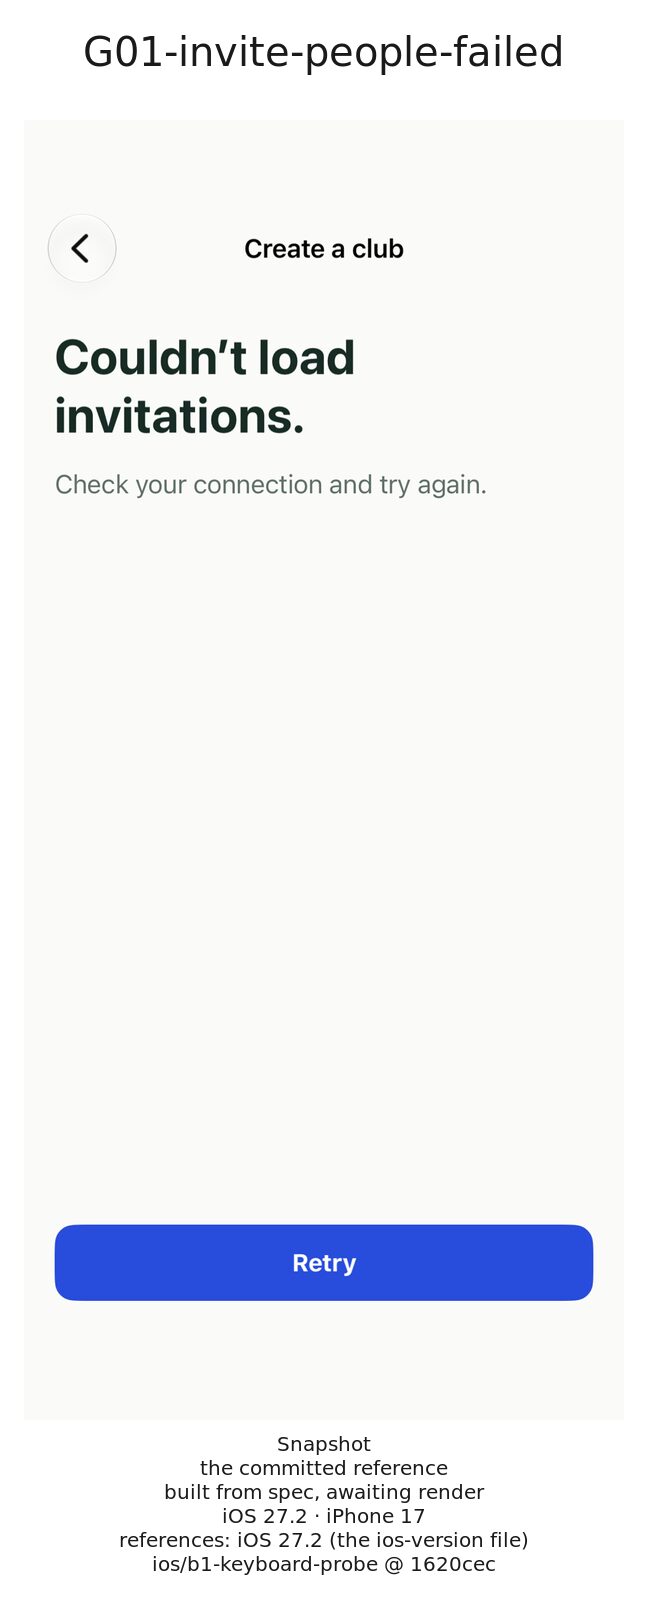 G01-invite-people-failed
Create a club
Couldn’t load
invitations.
Check your connection and try again.
Retry
Snapshot
the committed reference
built from spec, awaiting render
iOS 27.2 · iPhone 17
references: iOS 27.2 (the ios-version file)
ios/b1-keyboard-probe @ 1620cec